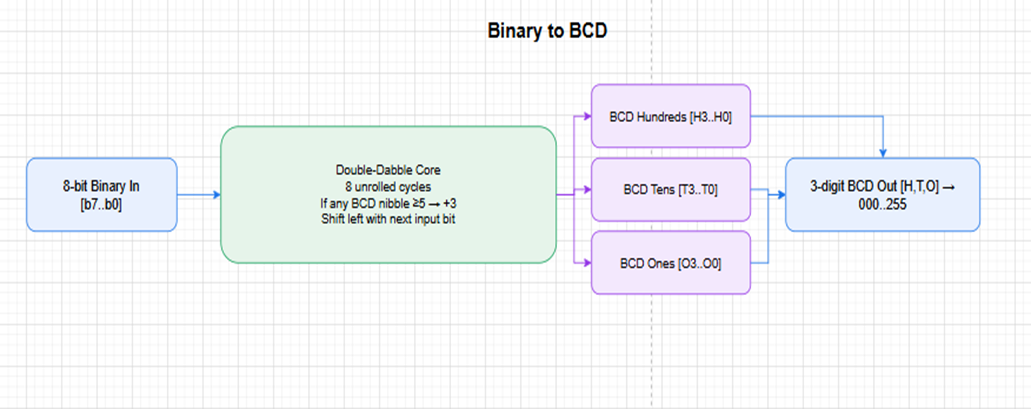 Binary to BCD
8-bit Binary In
[b7..b0]
Double-Dabble Core
8 unrolled cycles
If any BCD nibble ≥5 → +3
Shift left with next input bit
BCD Hundreds [H3..H0]
BCD Tens [T3..T0]
BCD Ones [O3..O0]
3-digit BCD Out [H,T,O] →
000..255